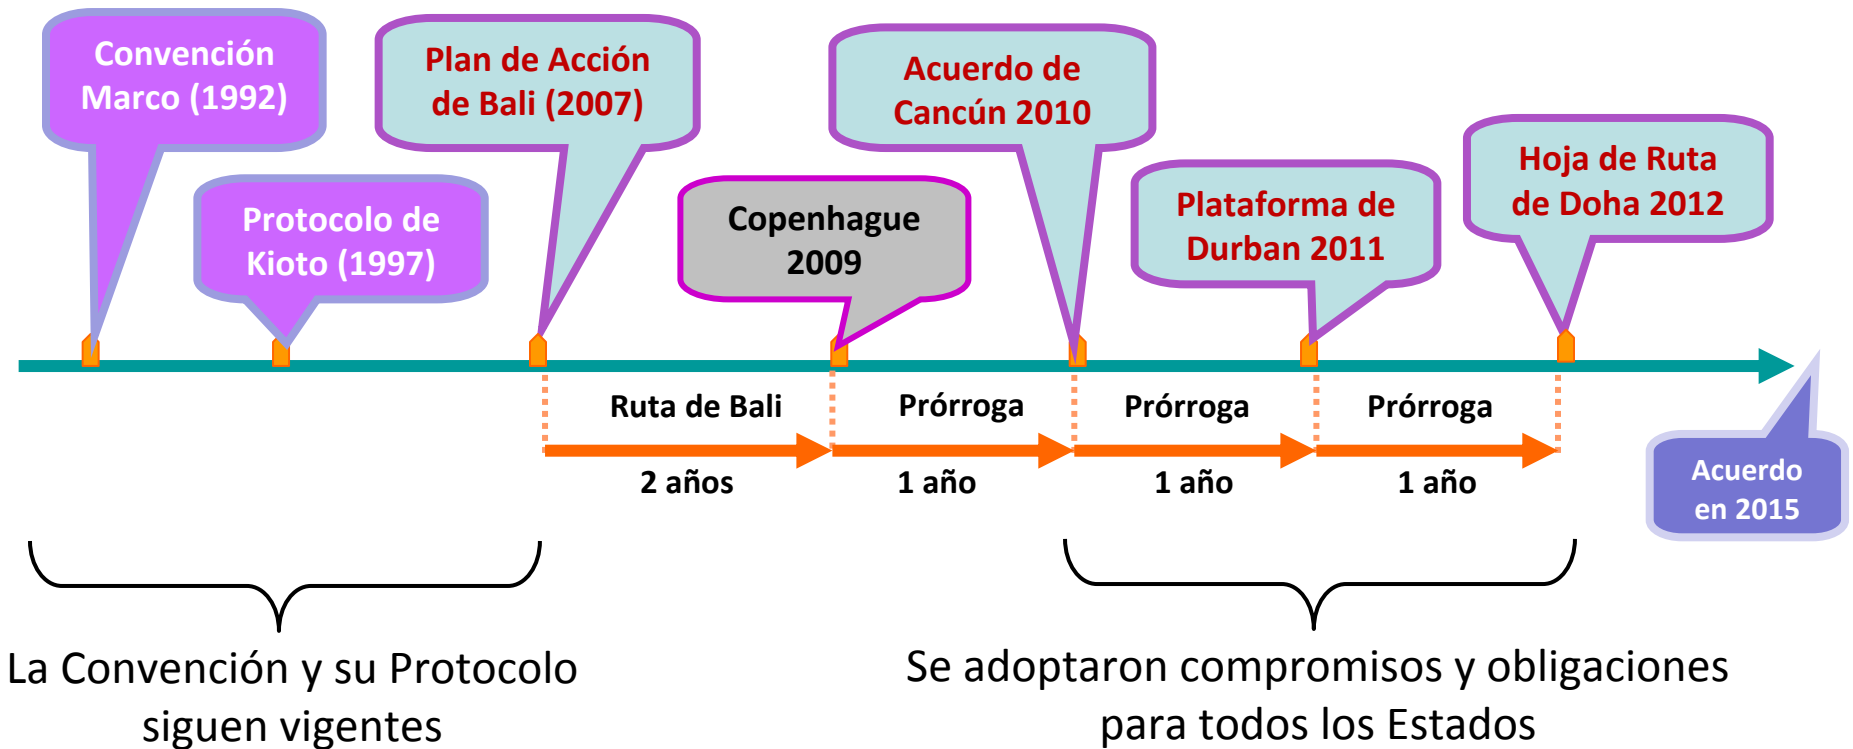 Convención
Marco (1992)
Protocolo de
Kioto (1997)
Plan de Acción
de Bali (2007)
Copenhague
2009
Acuerdo de
Cancún 2010
Plataforma de
Durban 2011
Hoja de Ruta
de Doha 2012
Ruta de Bali
Prórroga
Prórroga
Prórroga
2 años
1 año
1 año
1 año
Acuerdo
en 2015
La Convención y su Protocolo
siguen vigentes
Se adoptaron compromisos y obligaciones
para todos los Estados